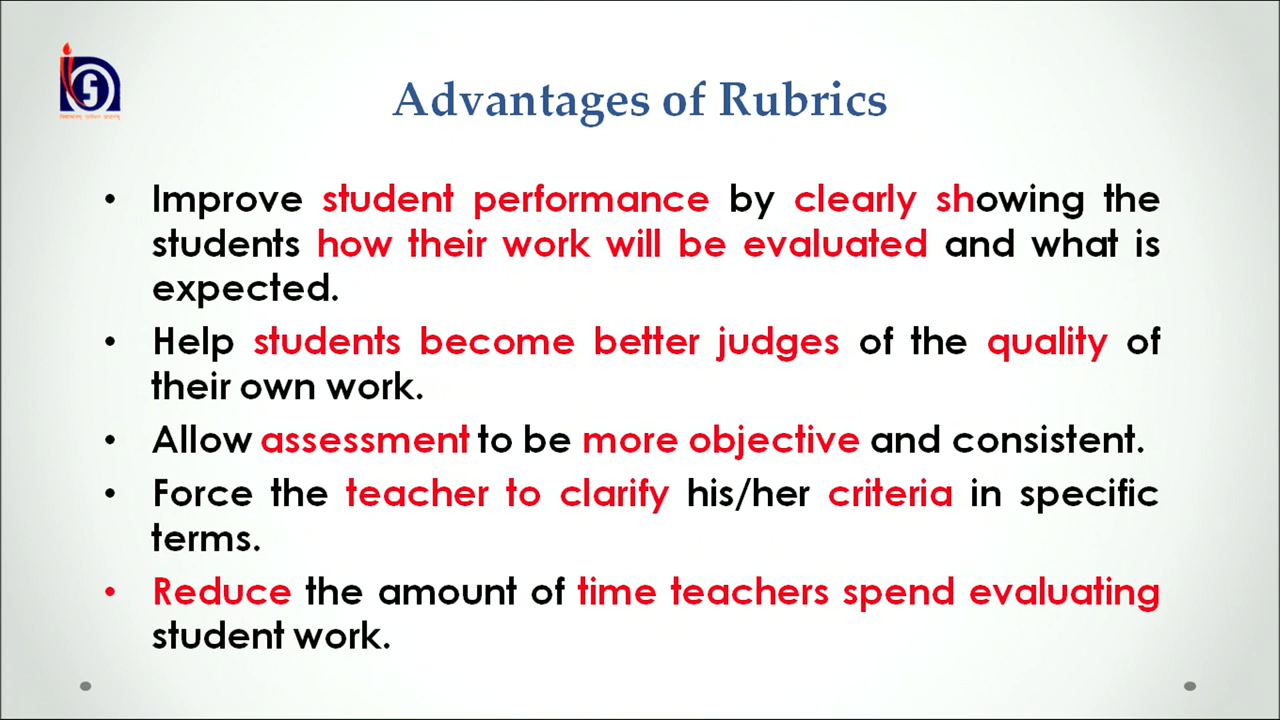 Advantages of Rubrics
• Improve student performance by clearly showing the
students how their work will be evaluated and what is
expected.
• Help students become better judges of the quality of
their own work.
• Allow assessment to be more objective and consistent.
• Force the teacher to clarify his/her criteria in specific
terms.
• Reduce the amount of time teachers spend evaluating
student work.